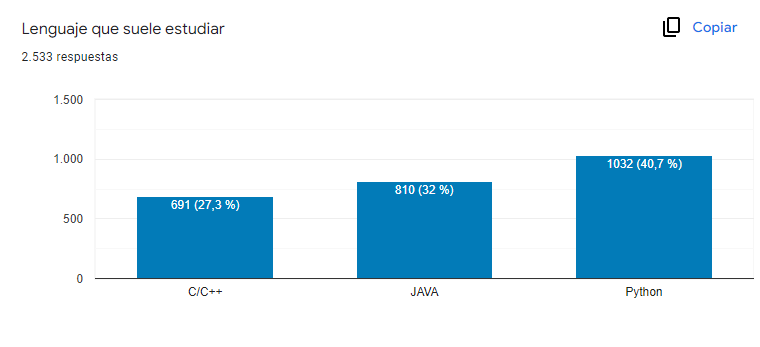 Lenguaje que suele estudiar
Copiar
2.533 respuestas
1.500
1.000
500
0
691 (27,3 %)
810 (32 %)
1032 (40,7 %)
C/C++
JAVA
Python